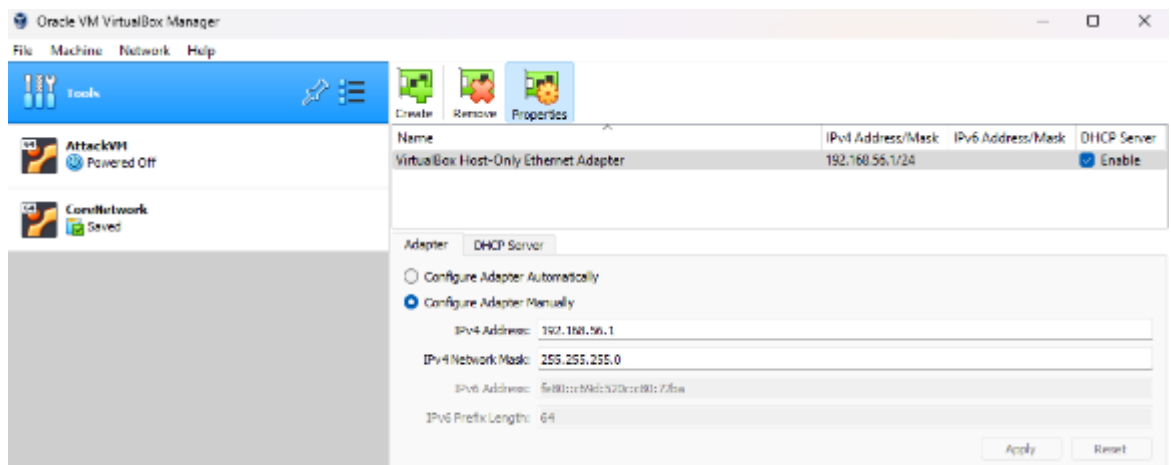 Oracle VM VirtualBox Manager
File Machine Network Help
Tools
Create Remove Properties
Name IPv4 Address/Mask IPv6 Address/Mask DHCP Server
VirtualBox Host-Only Ethernet Adapter 192.168.56.1/24 Enable
64 AttackVM
Powered Off
64
Saved
Adapter DHCP Server
Configure Adapter Automatically
Configure Adapter Manually
IPv4 Address: 192.168.56.1
IPv4 Network Mask: 255.255.255.0
IPv6 Address:
IPv6 Prefix Length: 64
Apply Reset